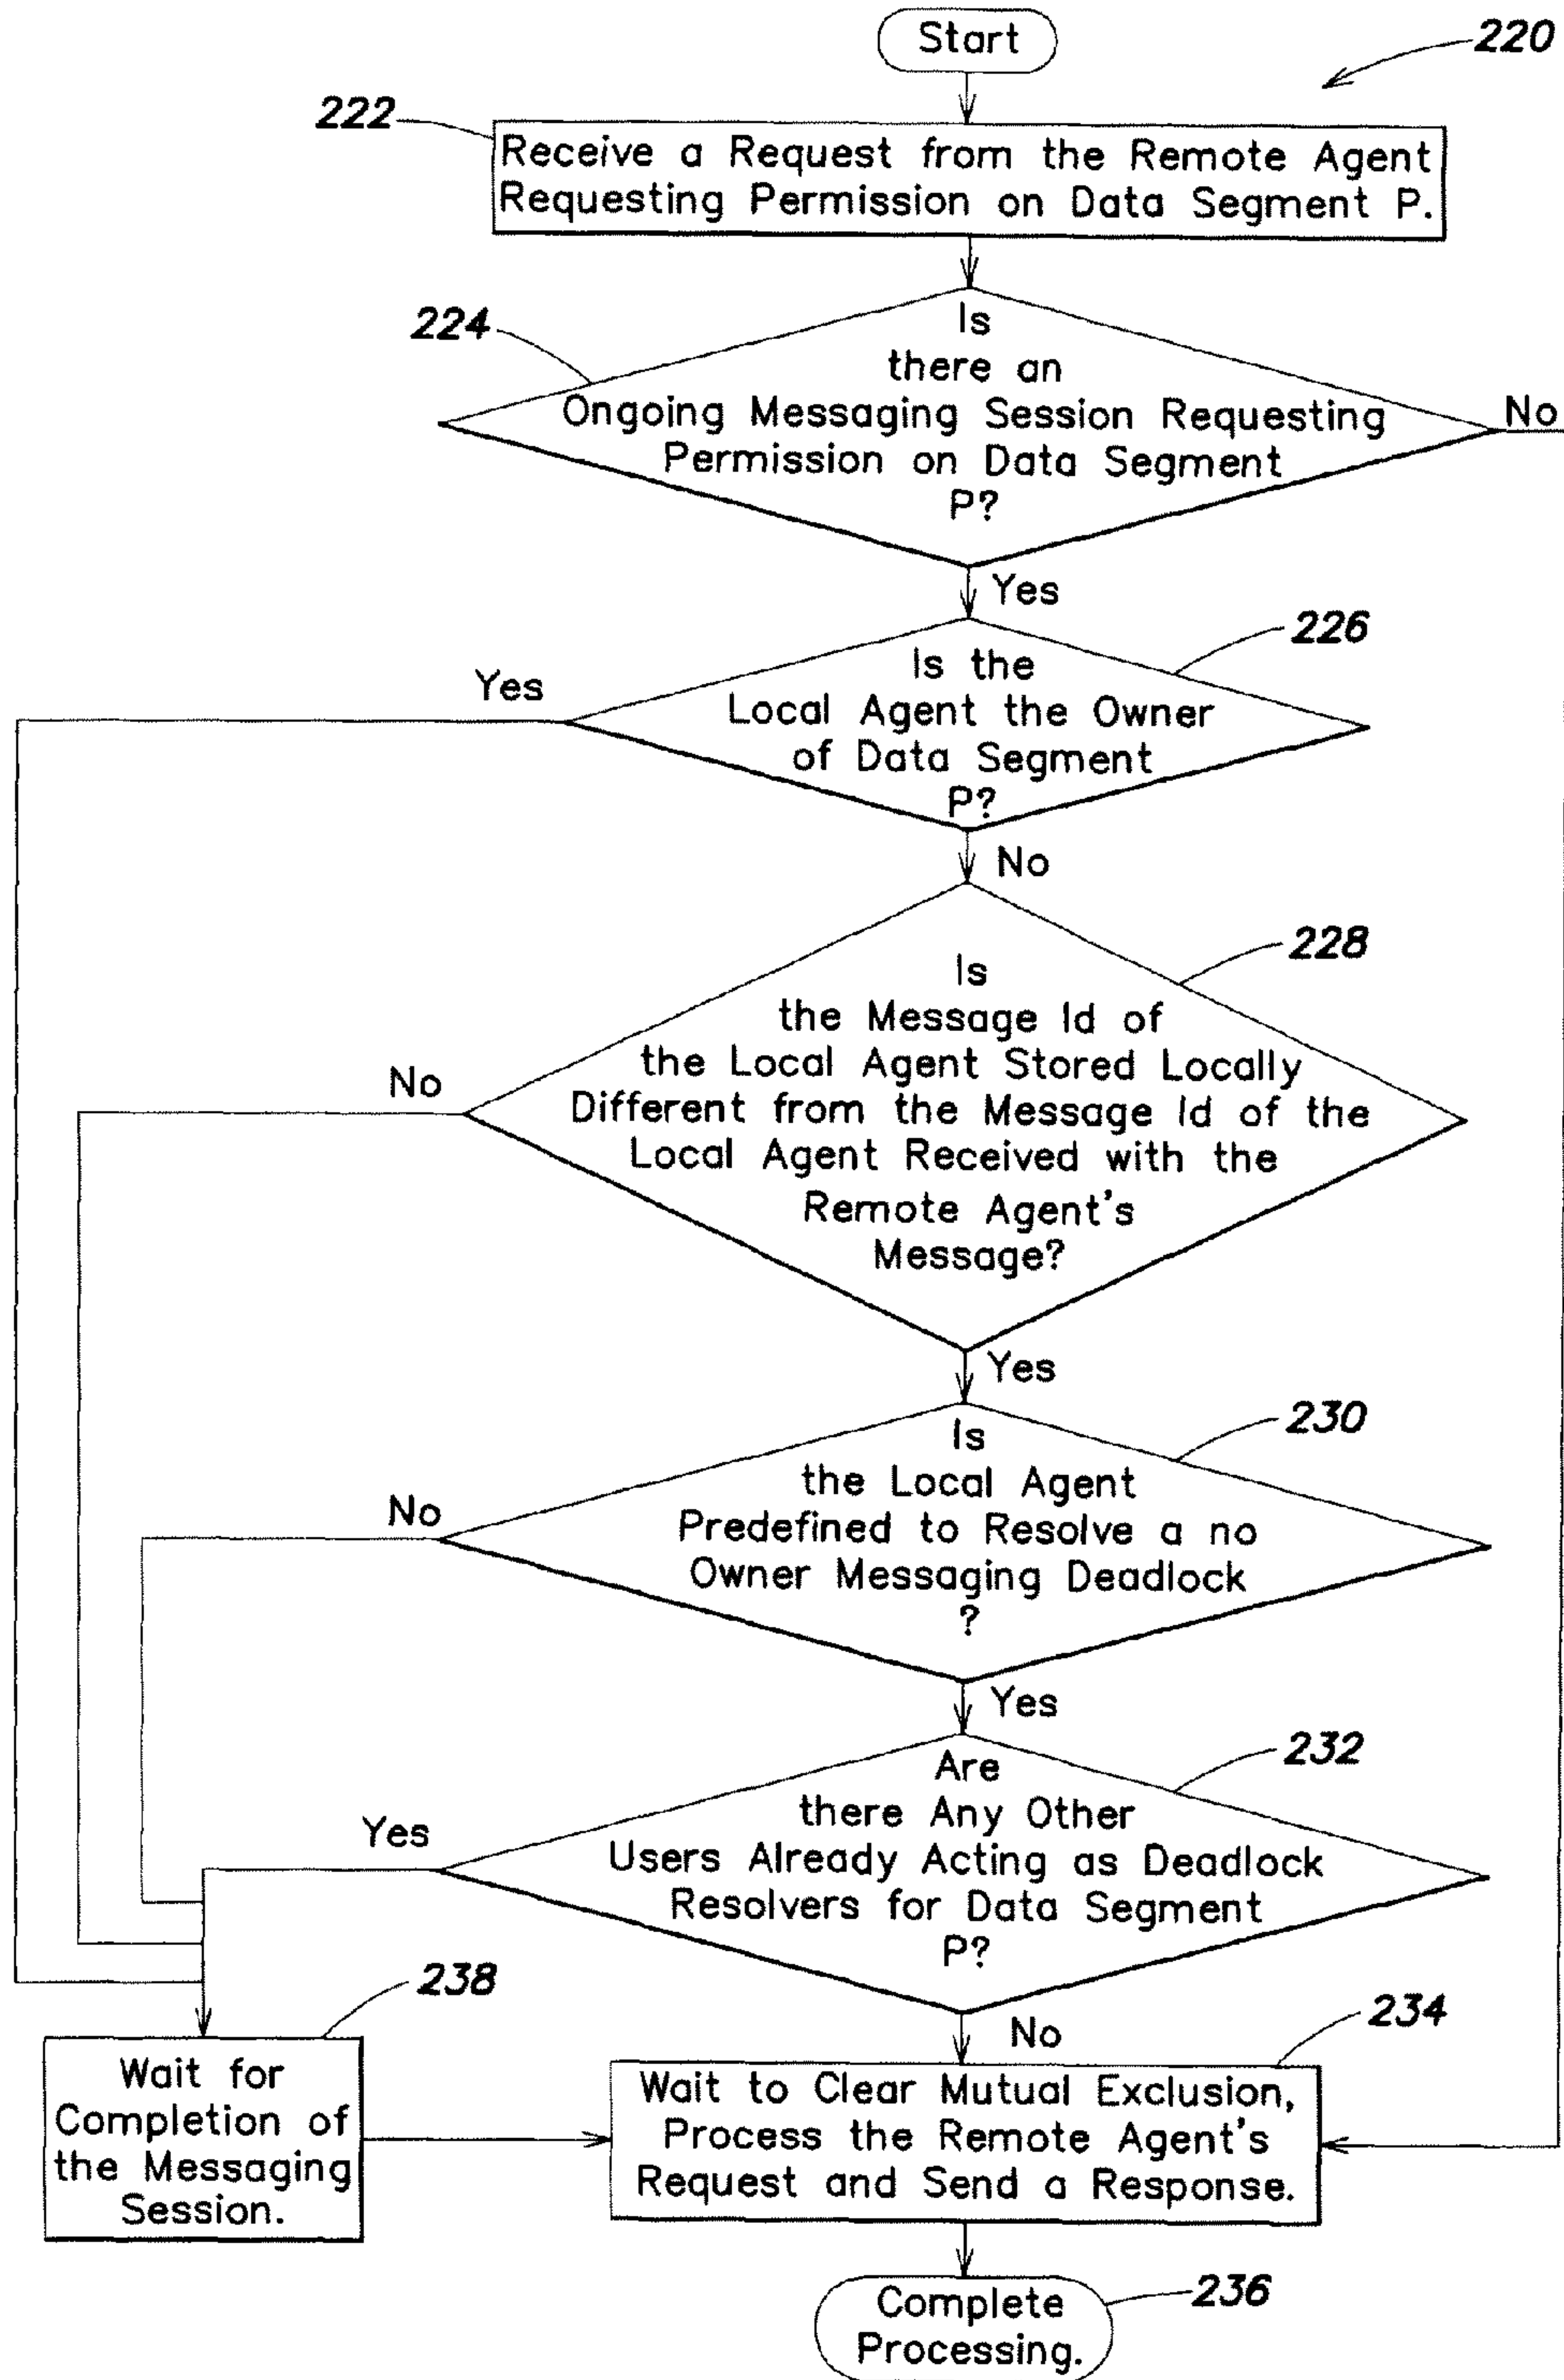 Start
220
222
Receive a Request from the Remote Agent
Requesting Permission on Data Segment P.
224
Is
there an
Ongoing Messaging Session Requesting
Permission on Data Segment
P?
No
Yes
226
Is the
Local Agent the Owner
of Data Segment
P?
Yes
No
228
Is
the Message Id of
the Local Agent Stored Locally
Different from the Message Id of the
Local Agent Received with the
Remote Agent's
Message?
No
Yes
230
Is
the Local Agent
Predefined to Resolve a no
Owner Messaging Deadlock
?
No
Yes
232
Are
there Any Other
Users Already Acting as Deadlock
Resolvers for Data Segment
P?
Yes
No
238
Wait for
Completion of
the Messaging
Session.
234
Wait to Clear Mutual Exclusion,
Process the Remote Agent's
Request and Send a Response.
236
Complete
Processing.